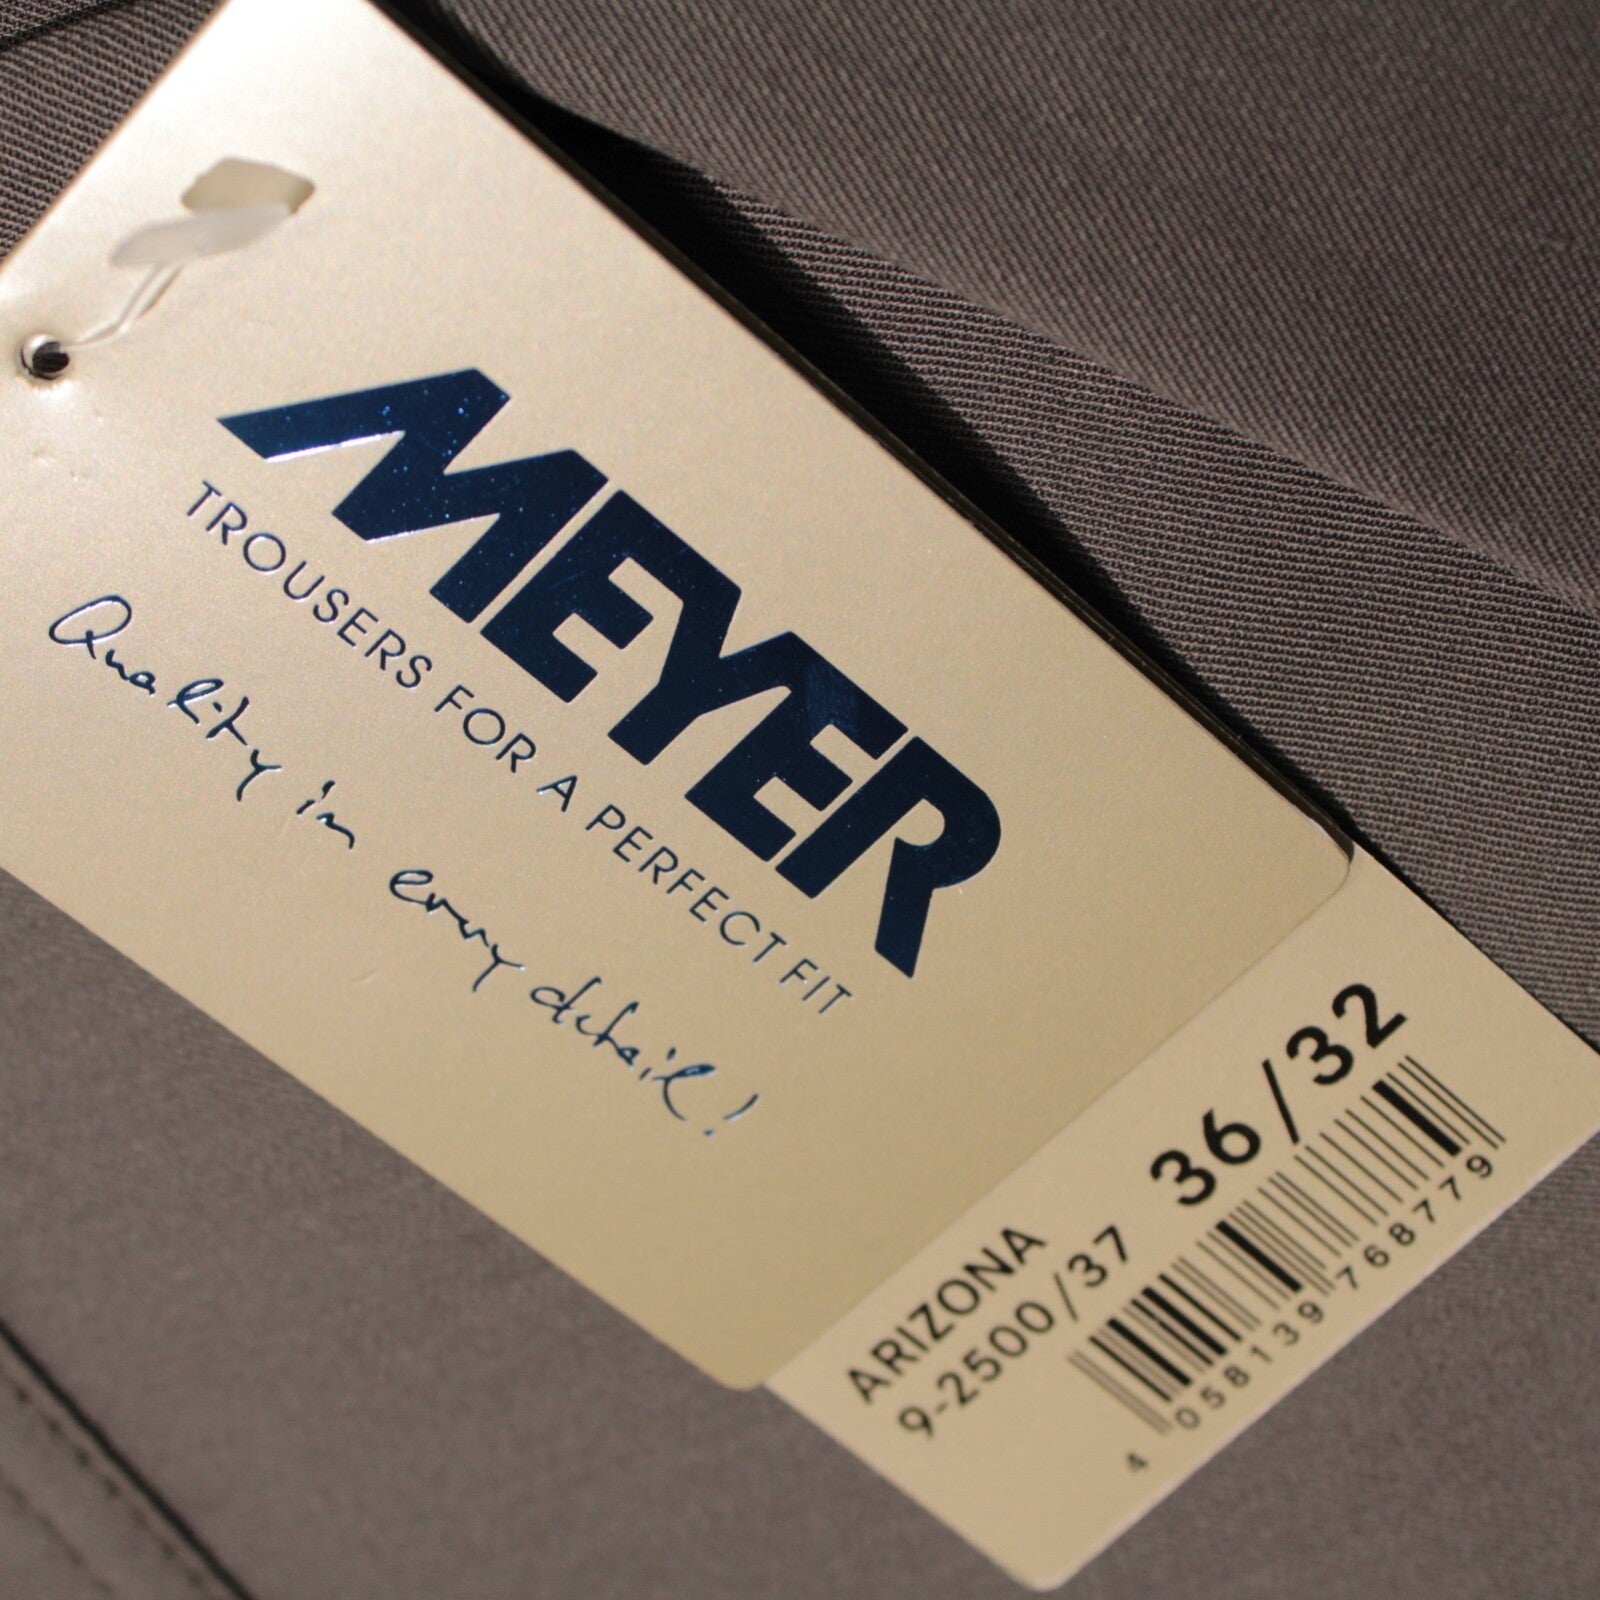 MEYER
TROUSERS FOR A PERFECT FIT
Quality in every detail!
ARIZONA
9-2500/37 36/32
4 058139 768779